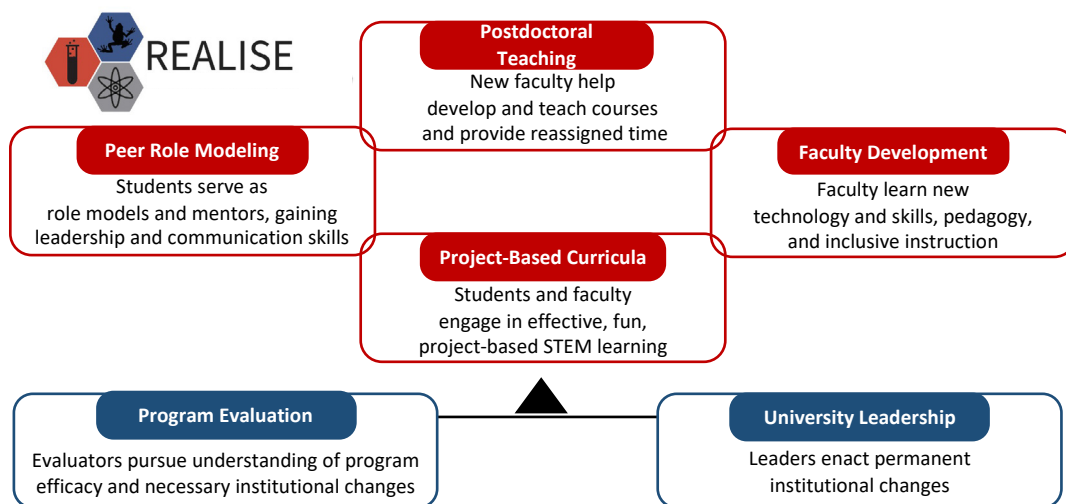 REALISE
Postdoctoral
Teaching
New faculty help
develop and teach courses
and provide reassigned time
Peer Role Modeling
Students serve as
role models and mentors, gaining
leadership and communication skills
Faculty Development
Faculty learn new
technology and skills, pedagogy,
and inclusive instruction
Project-Based Curricula
Students and faculty
engage in effective, fun,
project-based STEM learning
Program Evaluation
Evaluators pursue understanding of program
efficacy and necessary institutional changes
University Leadership
Leaders enact permanent
institutional changes